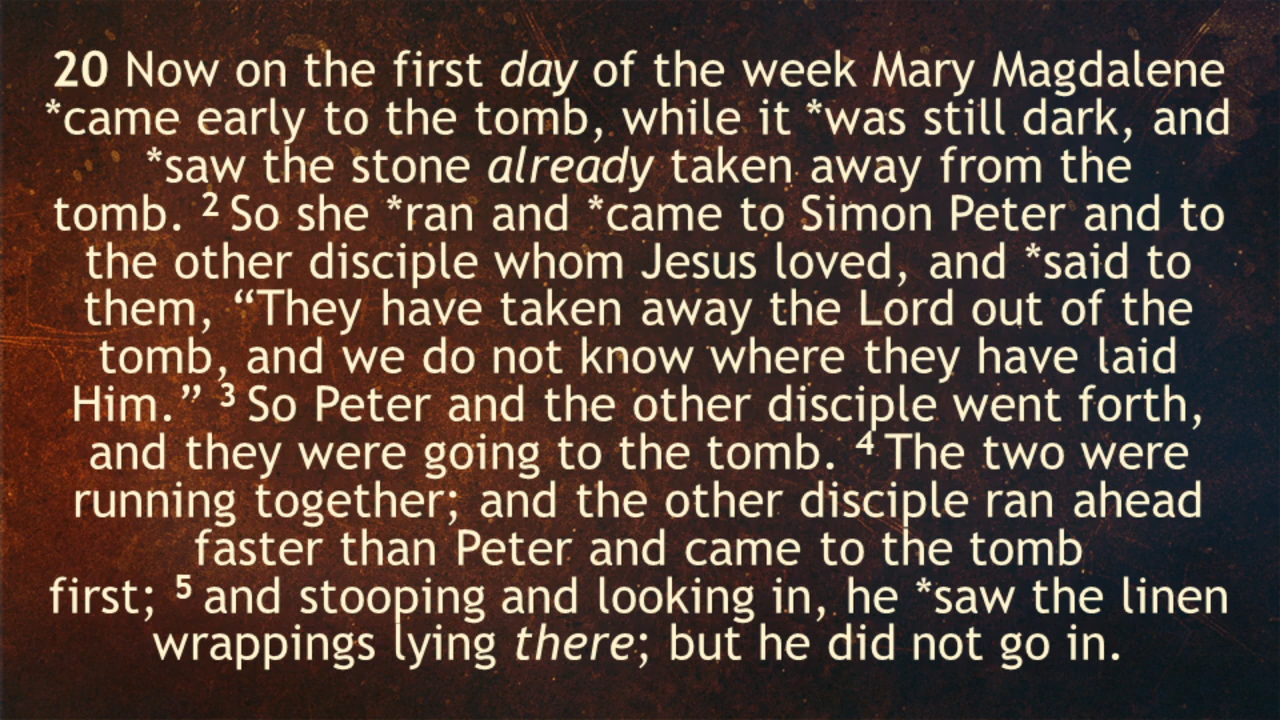 20 Now on the first day of the week Mary Magdalene
*came early to the tomb, while it *was still dark, and
*saw the stone already taken away from the
tomb. 2 So she *ran and *came to Simon Peter and to
the other disciple whom Jesus loved, and *said to
them, “They have taken away the Lord out of the
tomb, and we do not know where they have laid
Him.” 3 So Peter and the other disciple went forth,
and they were going to the tomb. 4 The two were
running together; and the other disciple ran ahead
faster than Peter and came to the tomb
first; 5 and stooping and looking in, he *saw the linen
wrappings lying there; but he did not go in.